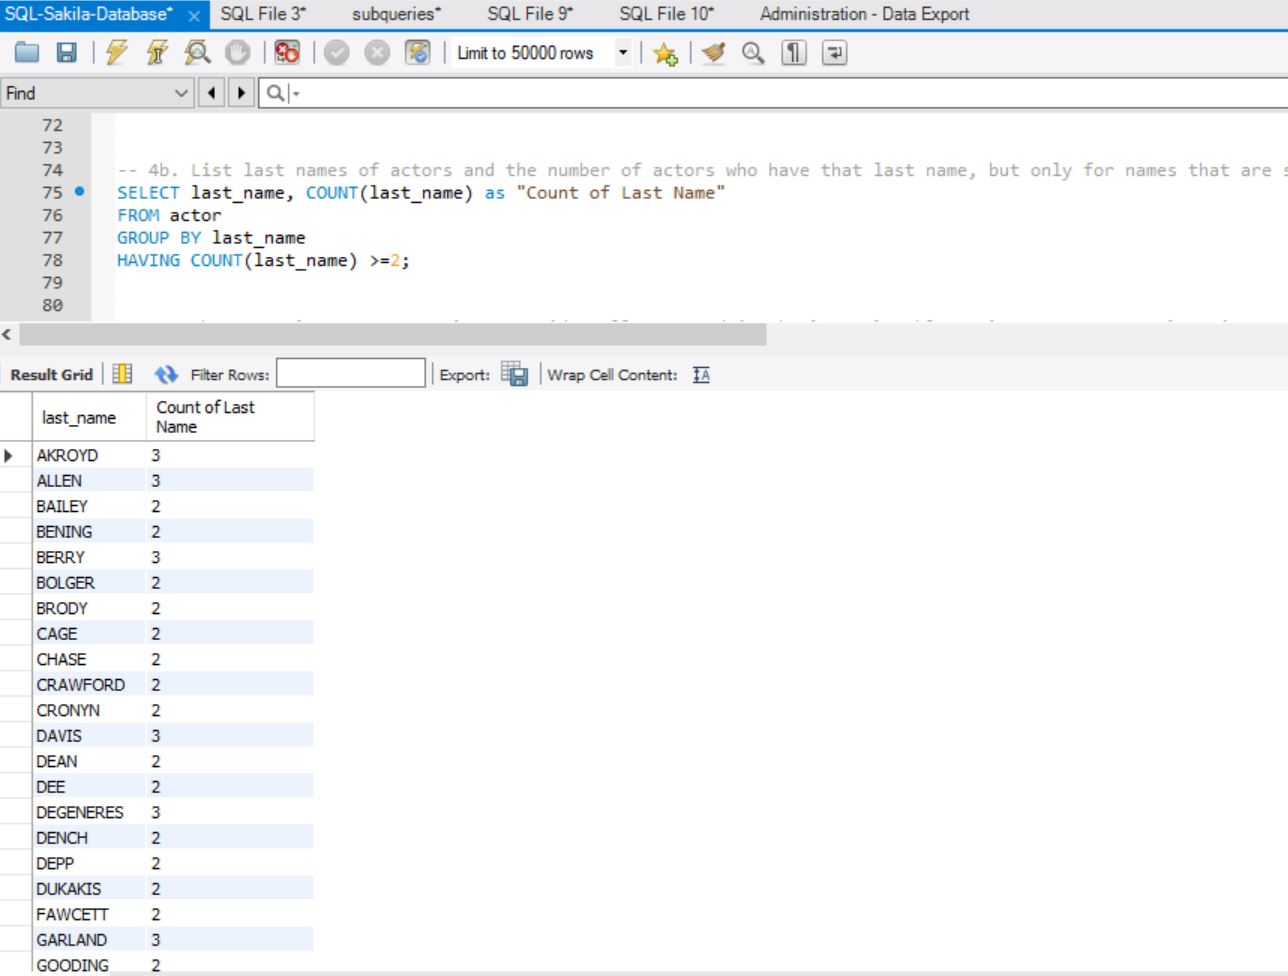 SQL-Sakila-Database* SQL File 3* subqueries* SQL File 9* SQL File 10* Administration - Data Export
Limit to 50000 rows
Find
72
73
74 -- 4b. List last names of actors and the number of actors who have that last name, but only for names that are
75 SELECT last_name, COUNT(last_name) as "Count of Last Name"
76 FROM actor
77 GROUP BY last_name
78 HAVING COUNT(last_name) >=2;
79
80
Result Grid Filter Rows: Export: Wrap Cell Content:
last_name Count of Last Name
AKROYD 3
ALLEN 3
BAILEY 2
BENING 2
BERRY 3
BOLGER 2
BRODY 2
CAGE 2
CHASE 2
CRAWFORD 2
CRONYN 2
DAVIS 3
DEAN 2
DEE 2
DEGENERES 3
DENCH 2
DEPP 2
DUKAKIS 2
FAWCETT 2
GARLAND 3
GOODING 2